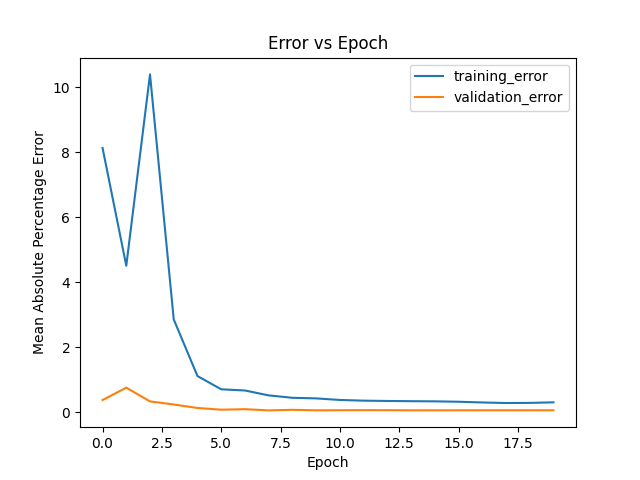 Error vs Epoch
training_error
validation_error
Mean Absolute Percentage Error
10
8
6
4
2
0
0.0 2.5 5.0 7.5 10.0 12.5 15.0 17.5
Epoch